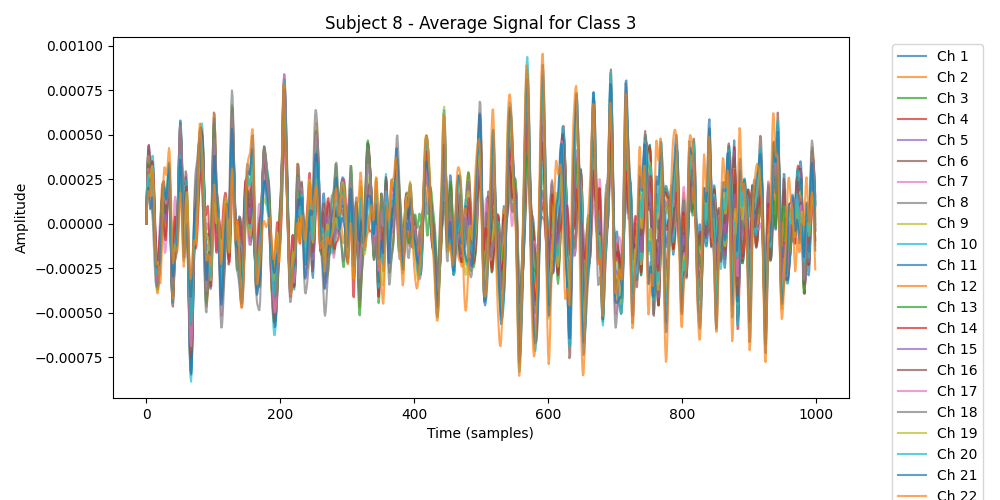 Subject 8 - Average Signal for Class 3
0.00100
0.00075
0.00050
0.00025
0.00000
−0.00025
−0.00050
−0.00075
Amplitude
0
200
400
600
800
1000
Time (samples)
Ch 1
Ch 2
Ch 3
Ch 4
Ch 5
Ch 6
Ch 7
Ch 8
Ch 9
Ch 10
Ch 11
Ch 12
Ch 13
Ch 14
Ch 15
Ch 16
Ch 17
Ch 18
Ch 19
Ch 20
Ch 21
Ch 22